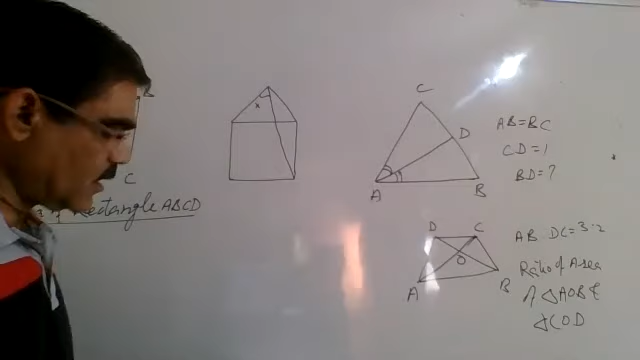 B
C
Rectangle ABCD
x
C
D
A
B
AB=BC
CD=1
BD=?
D
C
O
A
B
AB DC=3:2
Ratio of Area
of △AOB &
△COD